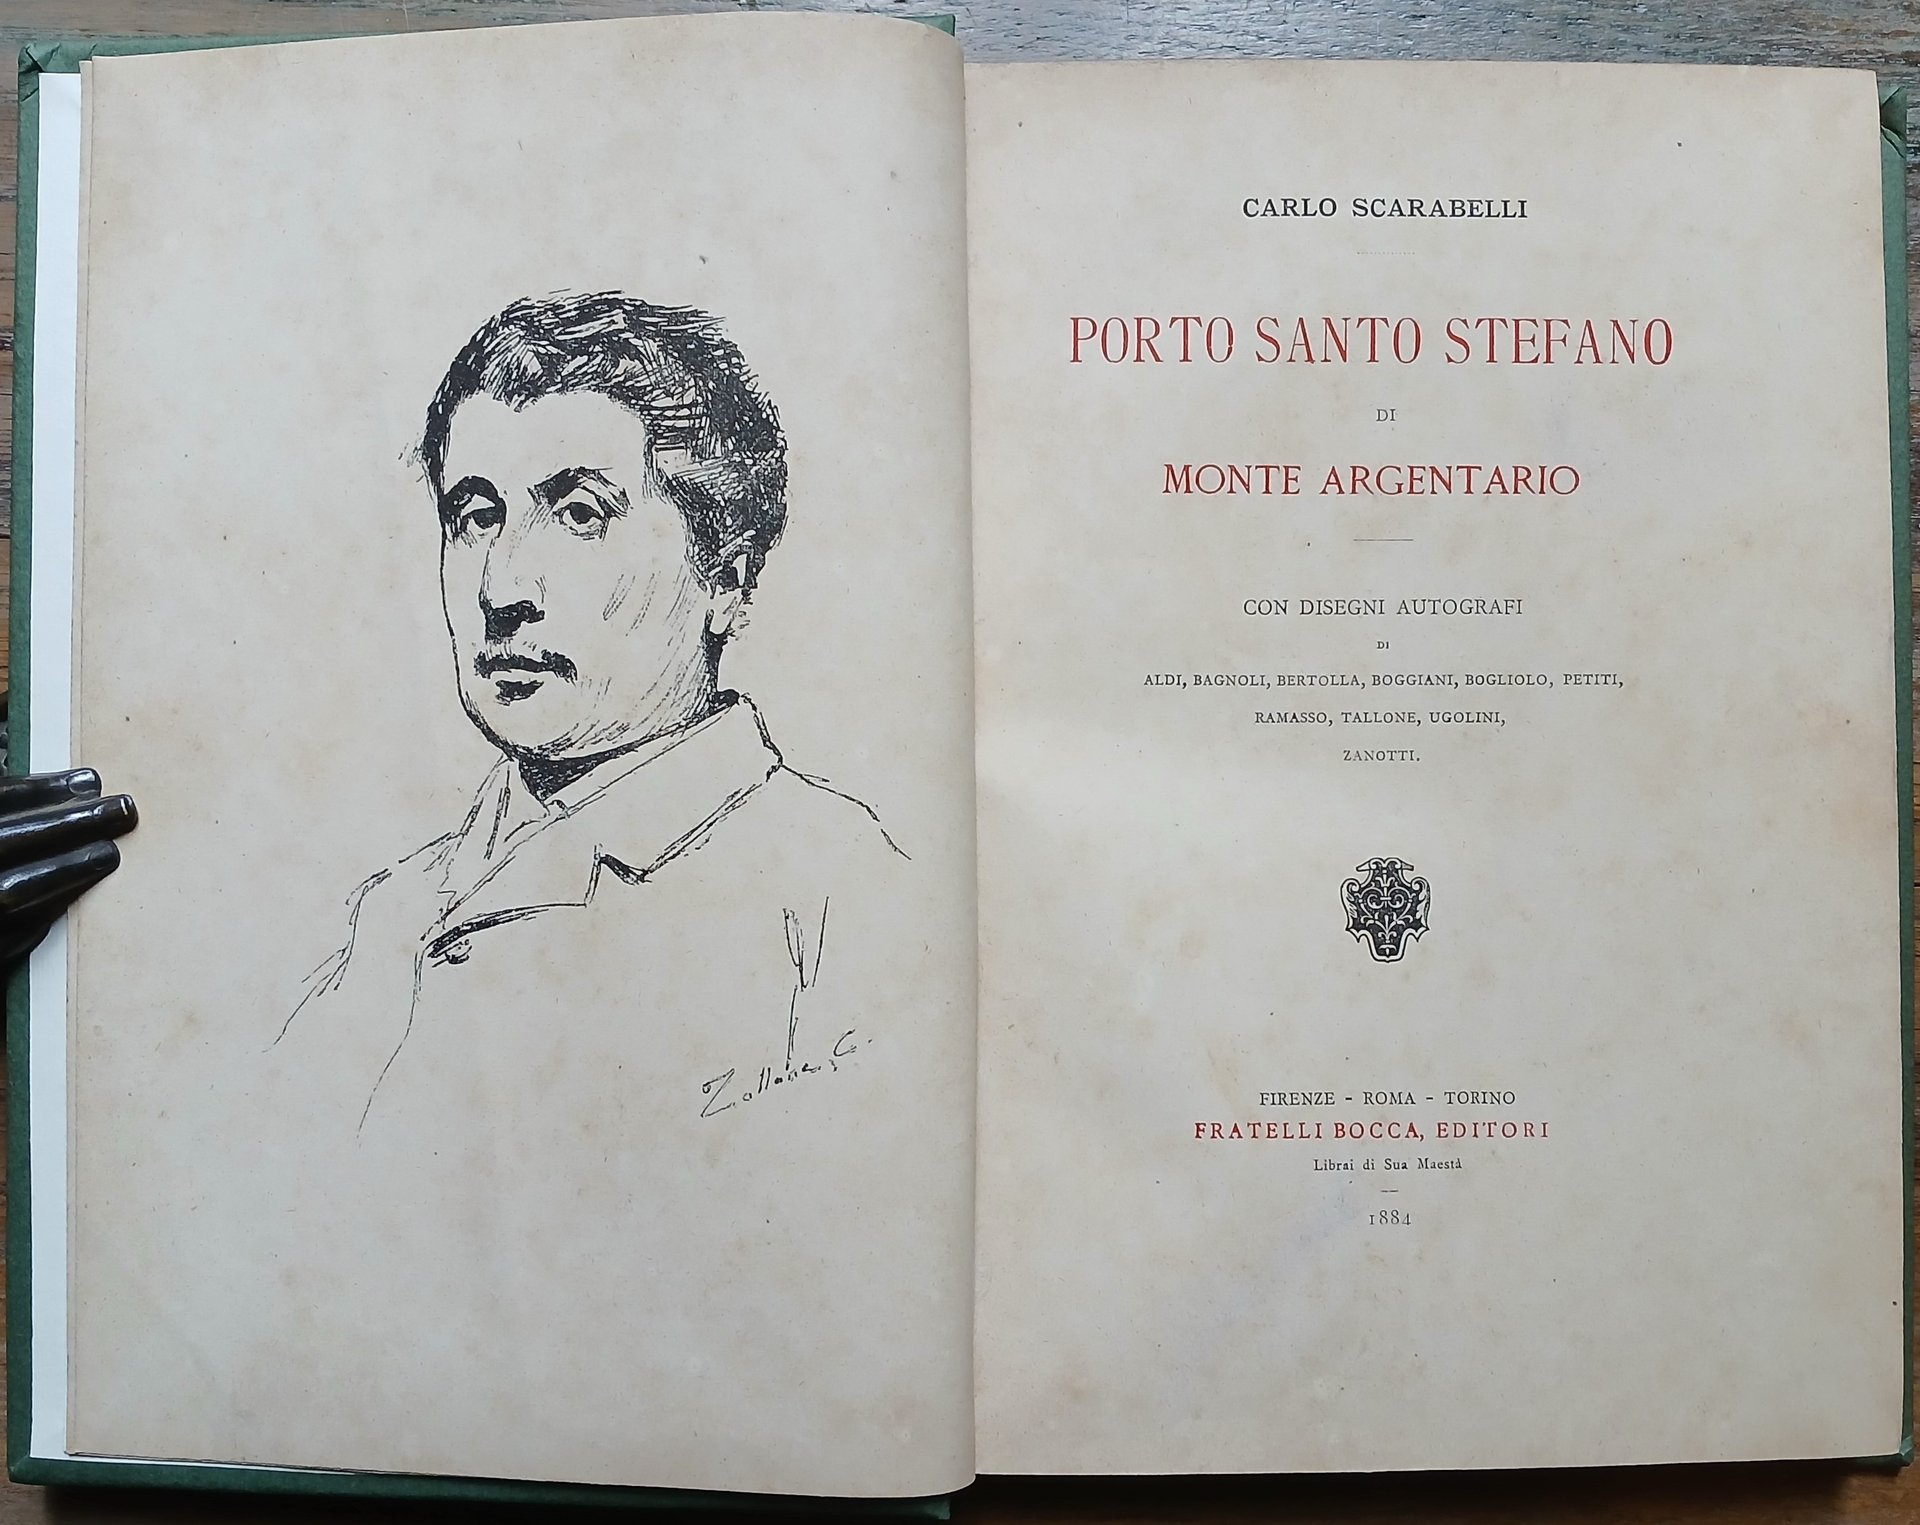 Tallone, C.
CARLO SCARABELLI
PORTO SANTO STEFANO
DI
MONTE ARGENTARIO
CON DISEGNI AUTOGRAFI
DI
ALDI, BAGNOLI, BERTOLLA, BOGGIANI, BOGLIOLO, PETITI,
RAMASSO, TALLONE, UGOLINI,
ZANOTTI.
FIRENZE - ROMA - TORINO
FRATELLI BOCCA, EDITORI
Librai di Sua Maestà
1884